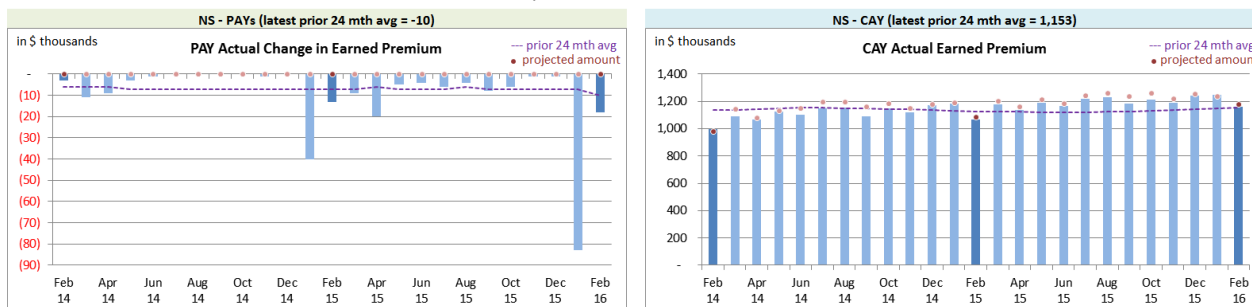 NS - PAYs (latest prior 24 mth avg = -10)
in $ thousands
PAY Actual Change in Earned Premium
prior 24 mth avg
projected amount
-
(10)
(20)
(30)
(40)
(50)
(60)
(70)
(80)
(90)
Feb 14
Apr 14
Jun 14
Aug 14
Oct 14
Dec 14
Feb 15
Apr 15
Jun 15
Aug 15
Oct 15
Dec 15
Feb 16
NS - CAY (latest prior 24 mth avg = 1,153)
in $ thousands
CAY Actual Earned Premium
prior 24 mth avg
projected amount
1,400
1,200
1,000
800
600
400
200
-
Feb 14
Apr 14
Jun 14
Aug 14
Oct 14
Dec 14
Feb 15
Apr 15
Jun 15
Aug 15
Oct 15
Dec 15
Feb 16